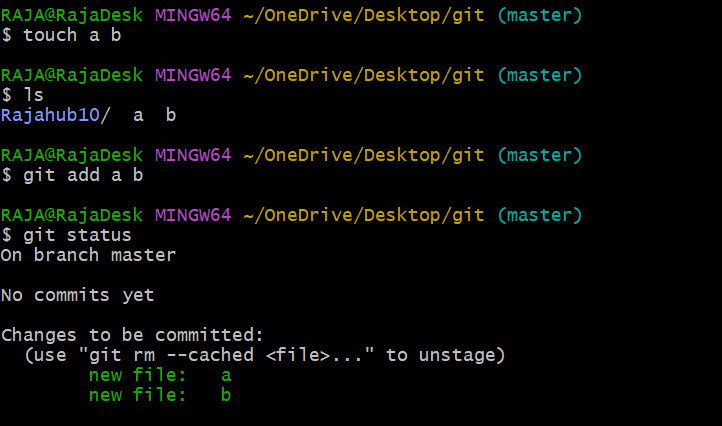 RAJA@RajaDesk MINGW64 ~/OneDrive/Desktop/git (master)
$ touch a b
RAJA@RajaDesk MINGW64 ~/OneDrive/Desktop/git (master)
$ ls
Rajahub10/  a  b
RAJA@RajaDesk MINGW64 ~/OneDrive/Desktop/git (master)
$ git add a b
RAJA@RajaDesk MINGW64 ~/OneDrive/Desktop/git (master)
$ git status
On branch master
No commits yet
Changes to be committed:
  (use "git rm --cached <file>..." to unstage)
        new file:   a
        new file:   b